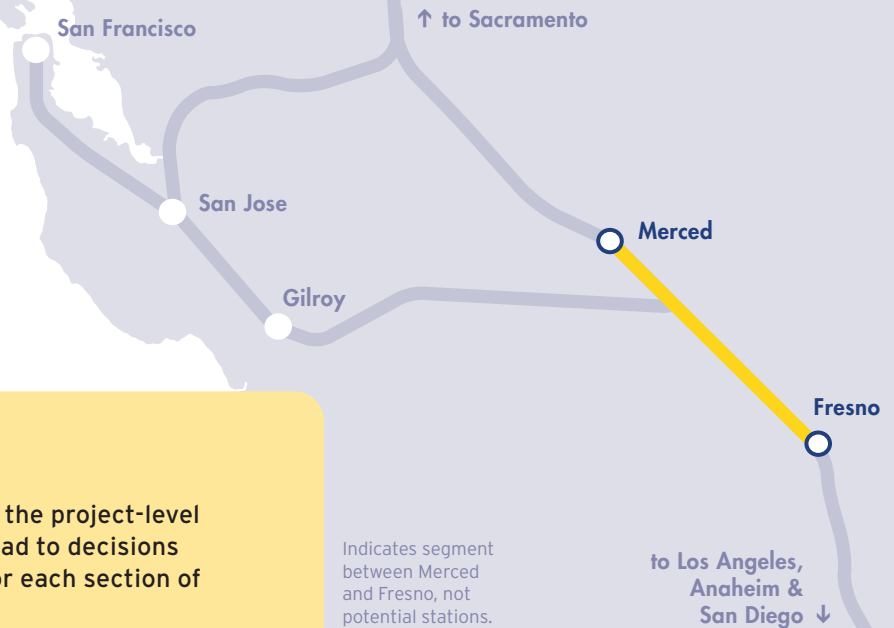 San Francisco
↑ to Sacramento
San Jose
Merced
Gilroy
Fresno
the project-level
ad to decisions
or each section of
Indicates segment
between Merced
and Fresno, not
potential stations.
to Los Angeles,
Anaheim &
San Diego ↓